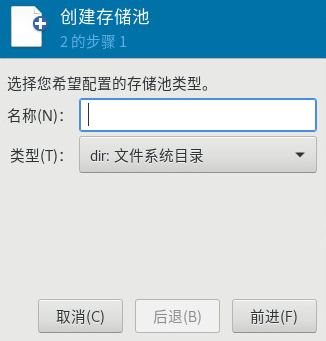 创建存储池
2 的步骤 1
选择您希望配置的存储池类型。
名称(N)：
类型(T)： dir: 文件系统目录
取消(C) 后退(B) 前进(F)